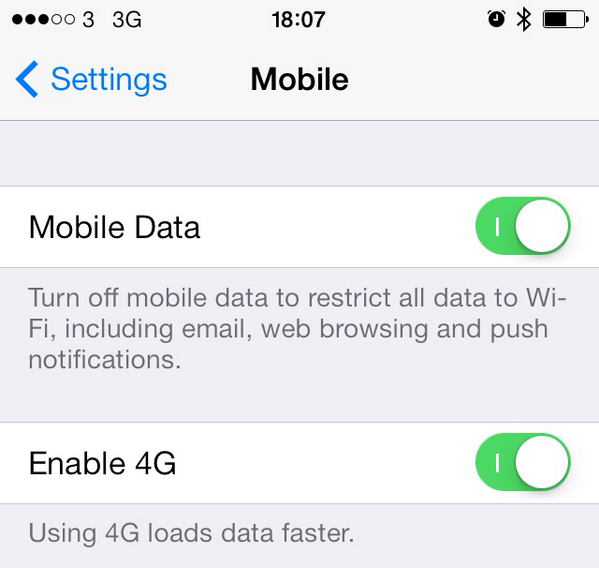 3 3G 18:07
Settings Mobile
Mobile Data
Turn off mobile data to restrict all data to Wi-
Fi, including email, web browsing and push
notifications.
Enable 4G
Using 4G loads data faster.